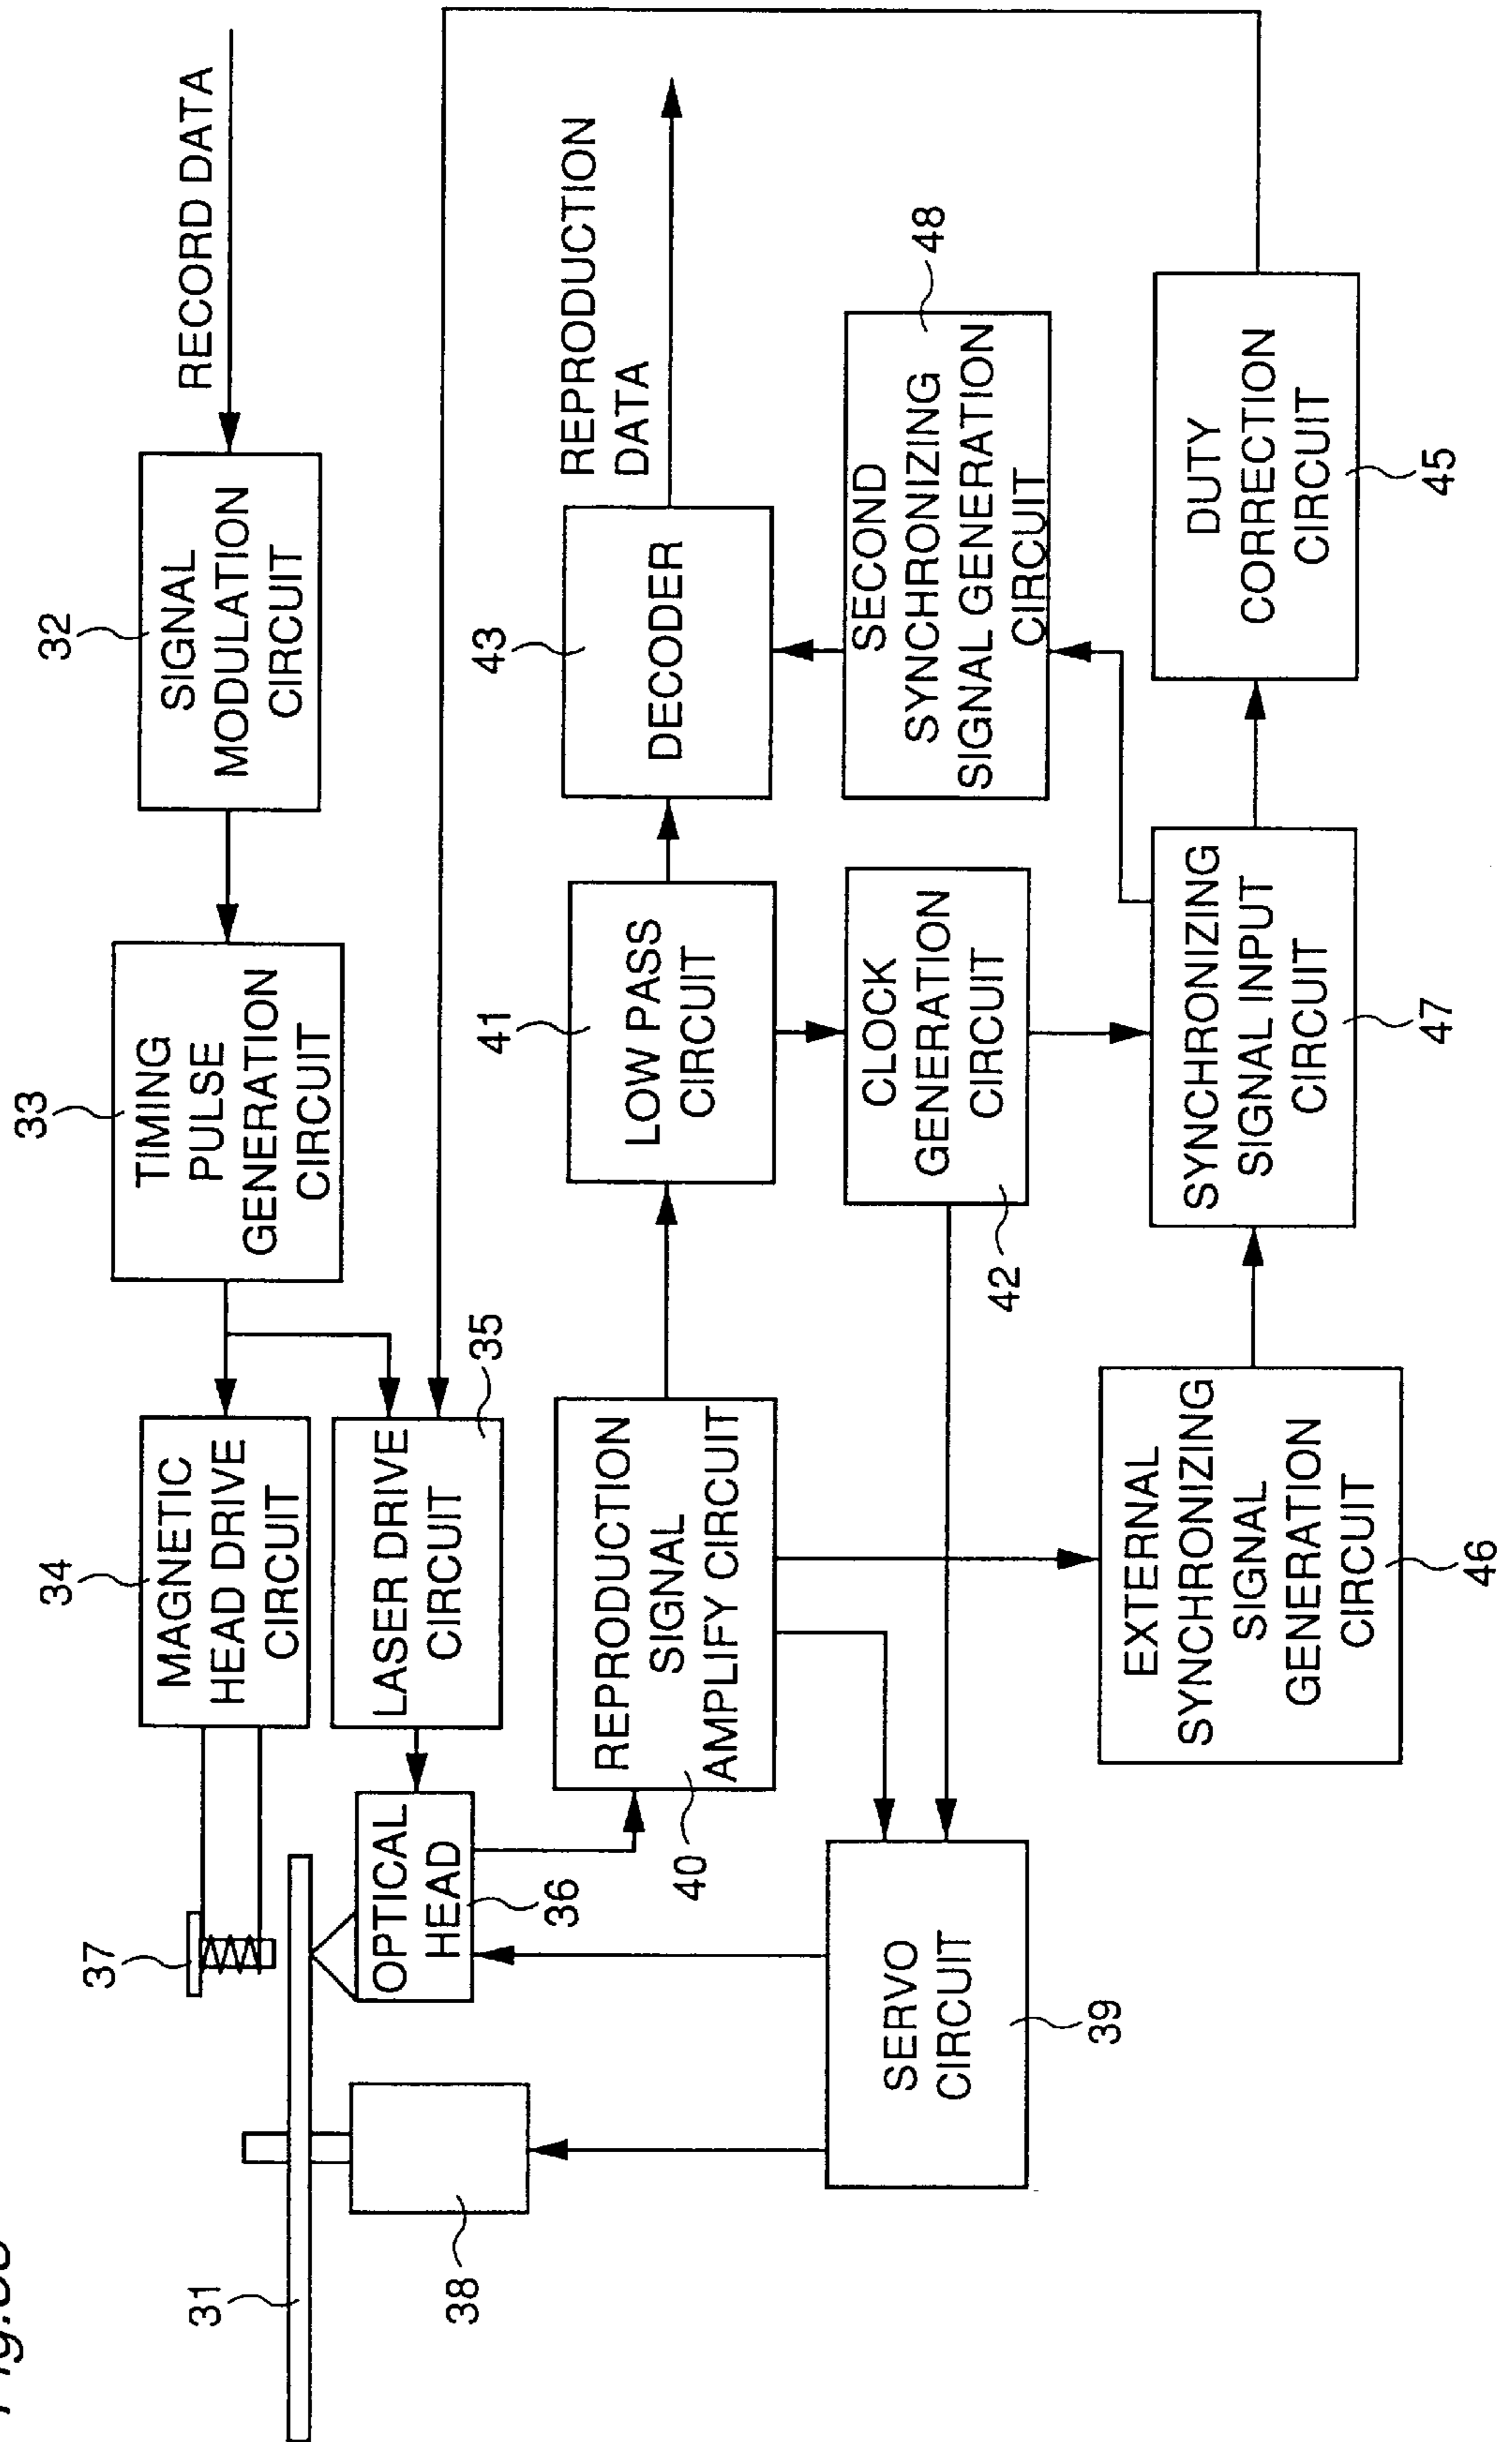 RECORD DATA
32
SIGNAL
MODULATION
CIRCUIT
33
TIMING
PULSE
GENERATION
CIRCUIT
34
MAGNETIC
HEAD DRIVE
CIRCUIT
35
LASER DRIVE
CIRCUIT
37
31
OPTICAL
HEAD
36
38
REPRODUCTION
DATA
43
DECODER
41
LOW PASS
CIRCUIT
REPRODUCTION
SIGNAL
AMPLIFY CIRCUIT
40
48
SECOND
SYNCHRONIZING
SIGNAL GENERATION
CIRCUIT
CLOCK
GENERATION
CIRCUIT
42
SERVO
CIRCUIT
39
DUTY
CORRECTION
CIRCUIT
45
SYNCHRONIZING
SIGNAL INPUT
CIRCUIT
47
EXTERNAL
SYNCHRONIZING
SIGNAL
GENERATION
CIRCUIT
46